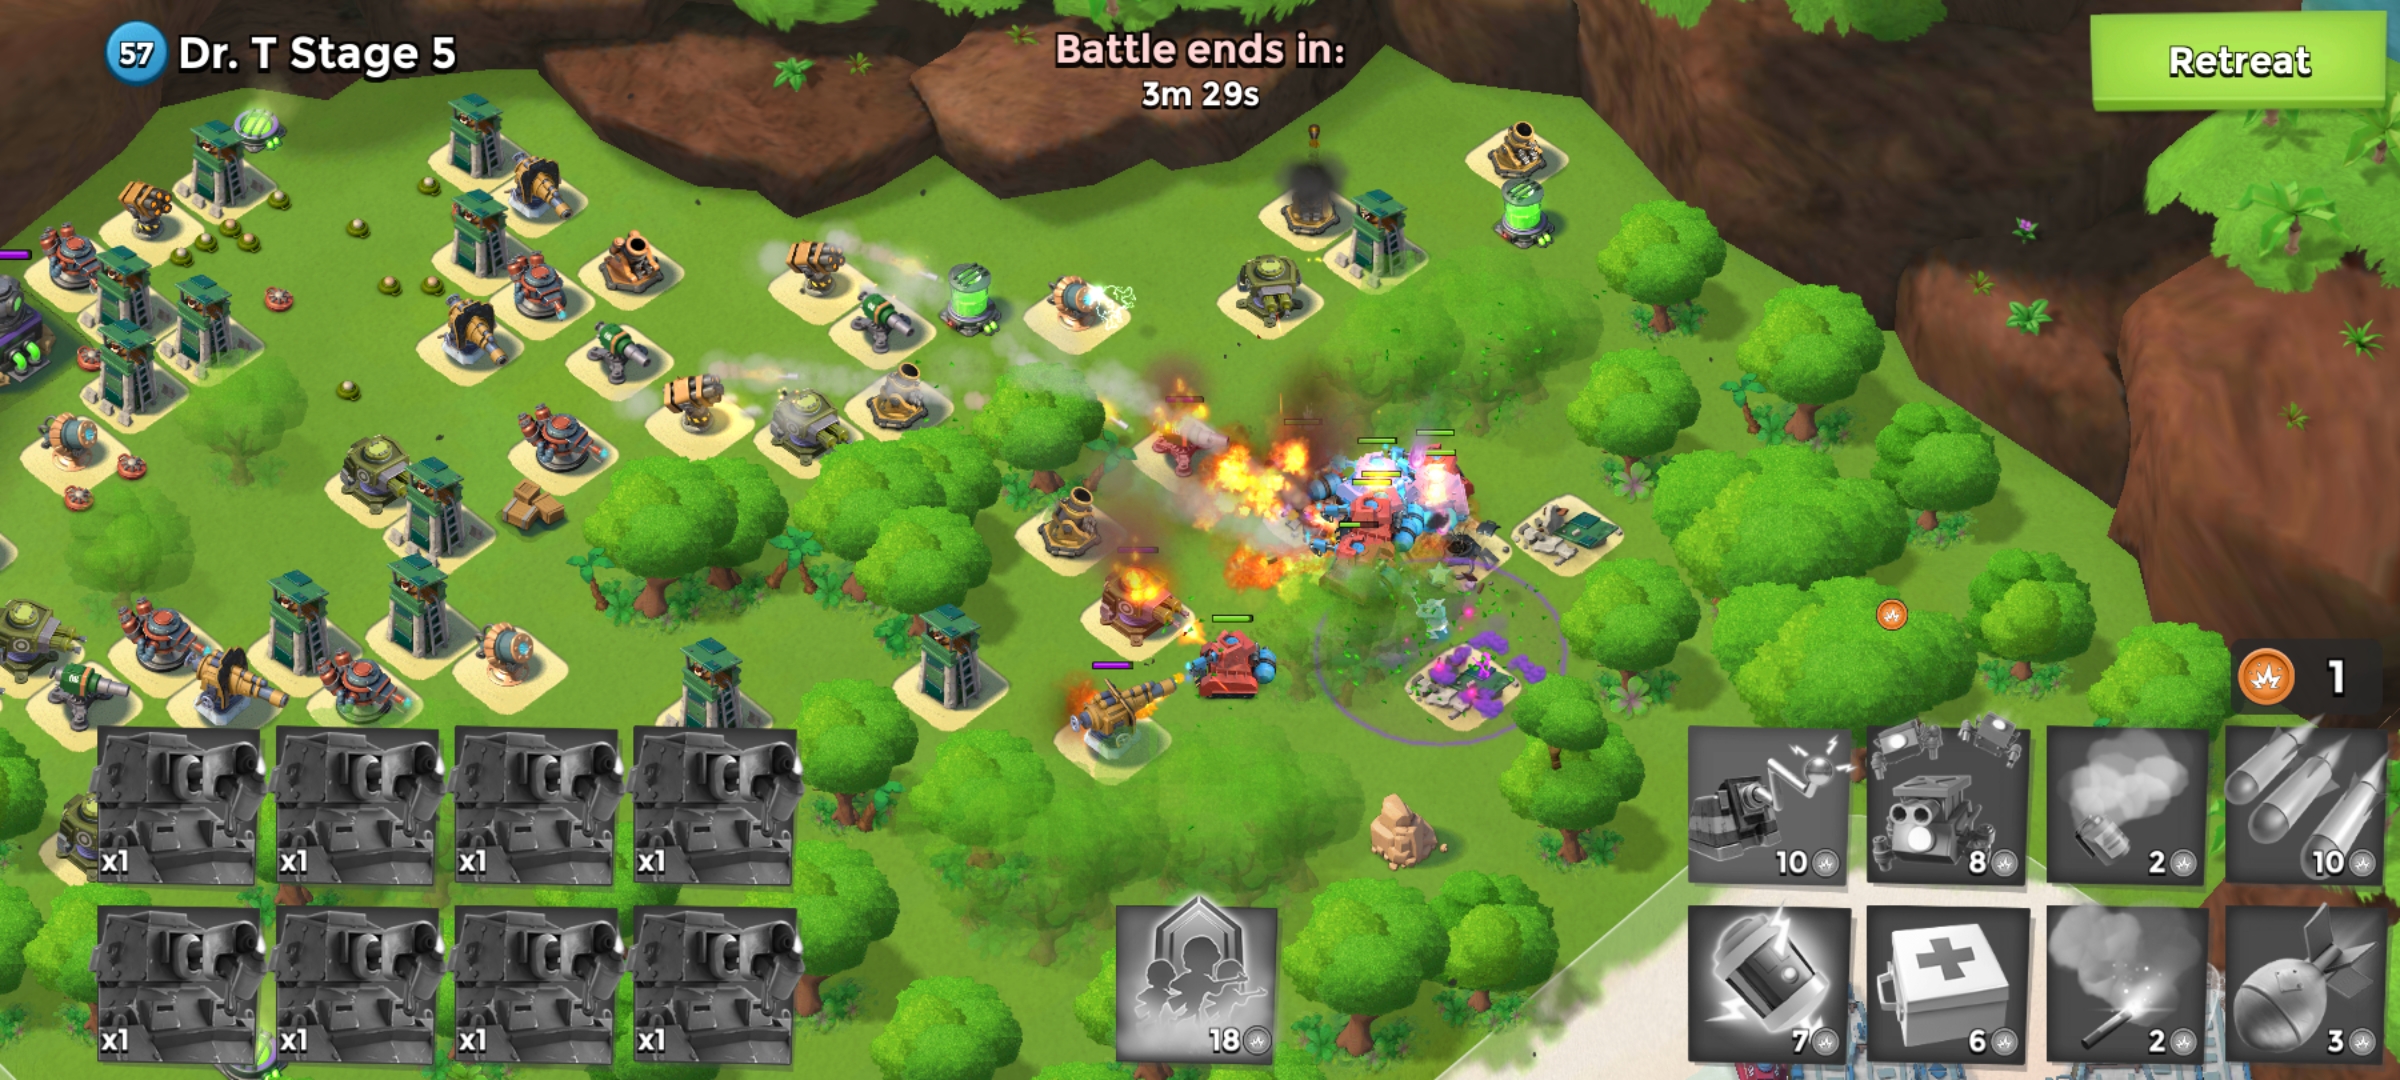 57 Dr. T Stage 5
Battle ends in:
3m 29s
Retreat
1
x1 x1 x1 x1
10 8 2 10
x1 x1 x1 x1
18
7 6 2 3